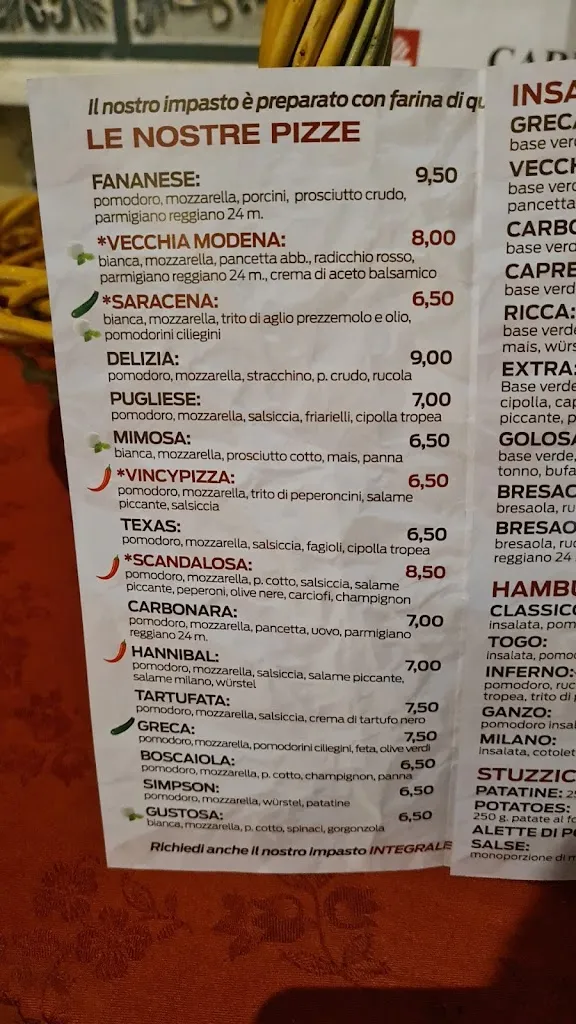 Il nostro impasto è preparato con farina di
LE NOSTRE PIZZE
FANANESE: 9,50
pomodoro, mozzarella, porcini, prosciutto crudo,
parmigiano reggiano 24 m.
*VECCHIA MODENA: 8,00
bianca, mozzarella, pancetta abb., radicchio rosso,
parmigiano reggiano 24 m., crema di aceto balsamico
*SARACENA: 6,50
bianca, mozzarella, trito di aglio prezzemolo e olio,
pomodorini ciliegini
DELIZIA: 9,00
pomodoro, mozzarella, stracchino, p. crudo, rucola
PUGLIESE: 7,00
pomodoro, mozzarella, salsiccia, friarielli, cipolla tropea
MIMOSA: 6,50
bianca, mozzarella, prosciutto cotto, mais, panna
*VINCYPIZZA: 6,50
pomodoro, mozzarella, trito di peperoncini, salame
piccante, salsiccia
TEXAS: 6,50
pomodoro, mozzarella, salsiccia, fagioli, cipolla tropea
*SCANDALOSA: 8,50
pomodoro, mozzarella, p. cotto, salsiccia, salame
piccante, peperoni, olive nere, carciofi, champignon
CARBONARA: 7,00
pomodoro, mozzarella, pancetta, uovo, parmigiano
reggiano 24 m.
HANNIBAL: 7,00
pomodoro, mozzarella, salsiccia, salame piccante,
salame milano, würstel
TARTUFATA: 7,50
pomodoro, mozzarella, salsiccia, crema di tartufo nero
GRECA: 7,50
pomodoro, mozzarella, pomodorini ciliegini, feta, olive verdi
BOSCAIOLA: 6,50
pomodoro, mozzarella, p. cotto, champignon, panna
SIMPSON: 6,50
pomodoro, mozzarella, würstel, patatine
GUSTOSA: 6,50
bianca, mozzarella, p. cotto, spinaci, gorgonzola
Richiedi anche il nostro impasto INTEGRALE
INSA
GRECA
base verd
VECCH
base verd
pancetta
CARBO
base verd
CAPRE
base verd
RICCA:
base verde
mais, würs
EXTRA:
Base verde
cipolla, cap
piccante, p
GOLOSA
base verde,
tonno, bufa
BRESAO
bresaola, ru
BRESAO
bresaola, ruc
reggiano 24
HAMBU
CLASSICO
insalata, pom
TOGO:
insalata, pomo
INFERNO:
pomodoro, ruc
tropea, trito di
GANZO:
pomodoro insal
MILANO:
insalata, cotolet
STUZZIC
PATATINE: 2
POTATOES:
250 g. patate al fo
ALETTE DI PO
SALSE:
monoporzione di m